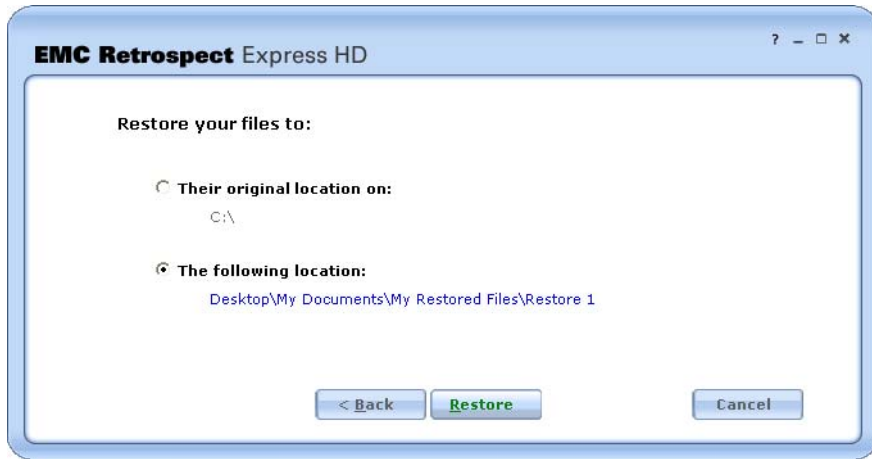 EMC Retrospect Express HD
? 
Restore your files to:
Their original location on:
C:\
The following location:
Desktop\My Documents\My Restored Files\Restore 1
< Back
Restore
Cancel